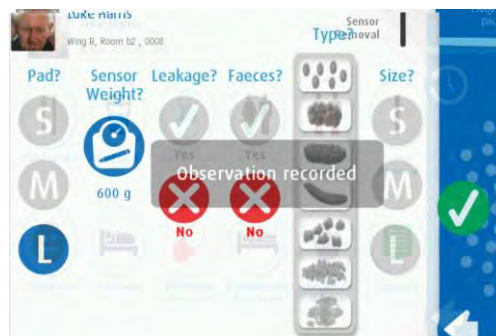 Luke Harris
Wing B, Room b2 , 0008
Sensor
Removal
Pad?
Sensor
Weight?
Leakage?
Faeces?
Type?
Size?
S
M
L
600 g
Yes
No
Yes
No
S
M
L
Observation recorded